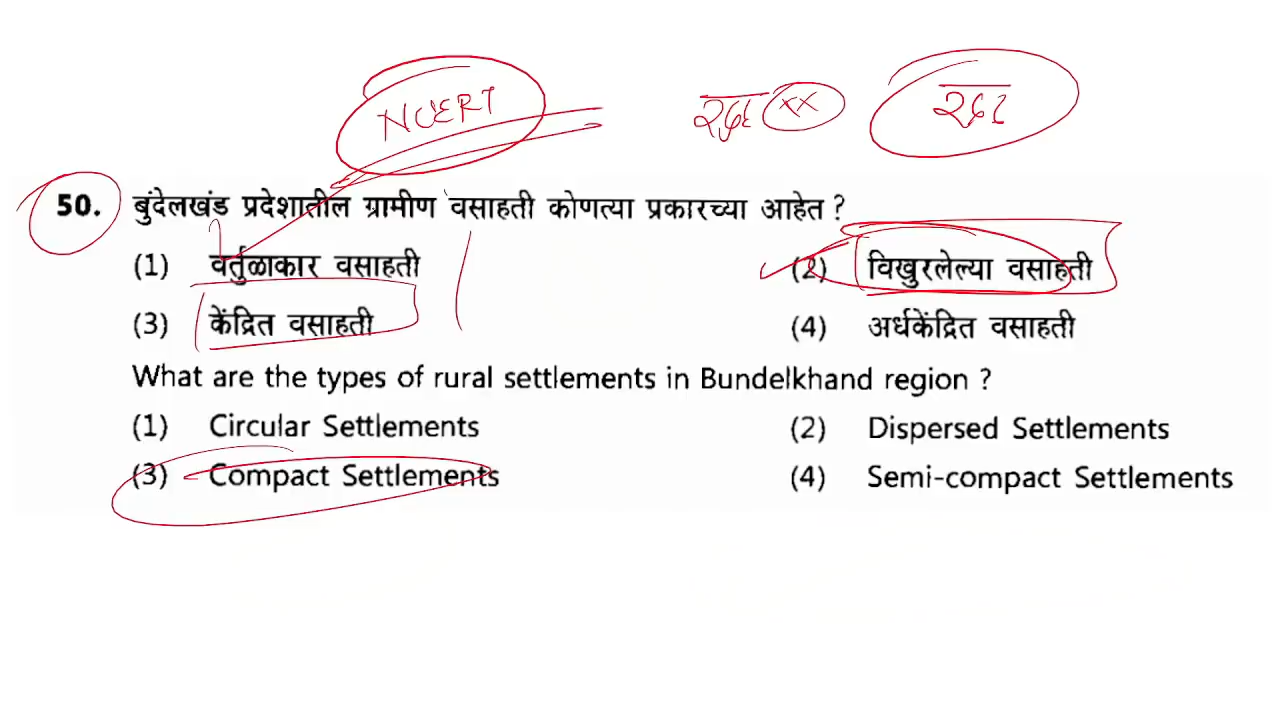 NCERT
50. बुंदेलखंड प्रदेशातील ग्रामीण वसाहती कोणत्या प्रकारच्या आहेत ?
(1) वर्तुळाकार वसाहती (2) विखुरलेल्या वसाहती
(3) केंद्रित वसाहती (4) अर्धकेंद्रित वसाहती
What are the types of rural settlements in Bundelkhand region ?
(1) Circular Settlements (2) Dispersed Settlements
(3) Compact Settlements (4) Semi-compact Settlements